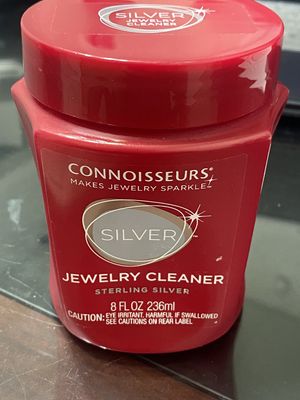 SILVER
JEWELRY
CLEANER
CONNOISSEURS®
MAKES JEWELRY SPARKLE
SILVER
JEWELRY CLEANER
STERLING SILVER
8 FL OZ 236ml
CAUTION: EYE IRRITANT. HARMFUL IF SWALLOWED
SEE CAUTIONS ON REAR LABEL